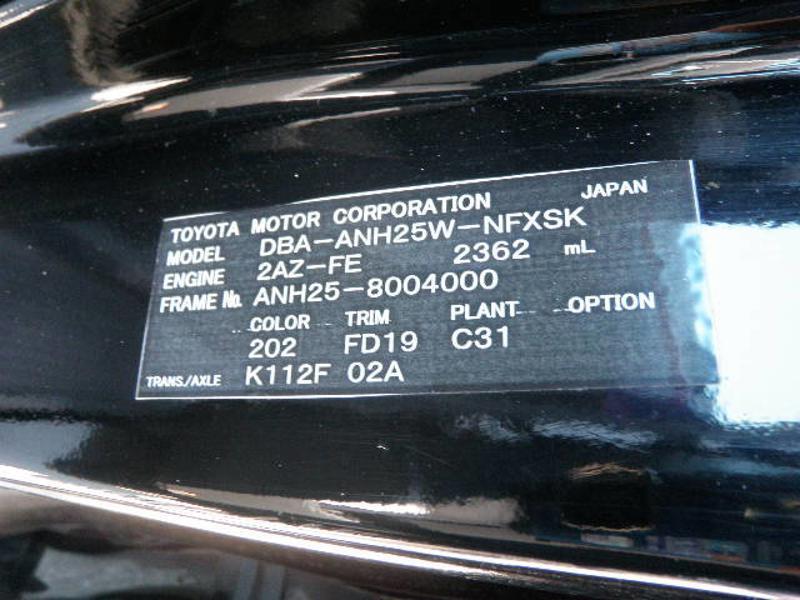 TOYOTA MOTOR CORPORATION JAPAN
MODEL DBA-ANH25W-NFXSK
ENGINE 2AZ-FE 2362 mL
FRAME No. ANH25-8004000
COLOR TRIM PLANT OPTION
202 FD19 C31
TRANS./AXLE K112F 02A